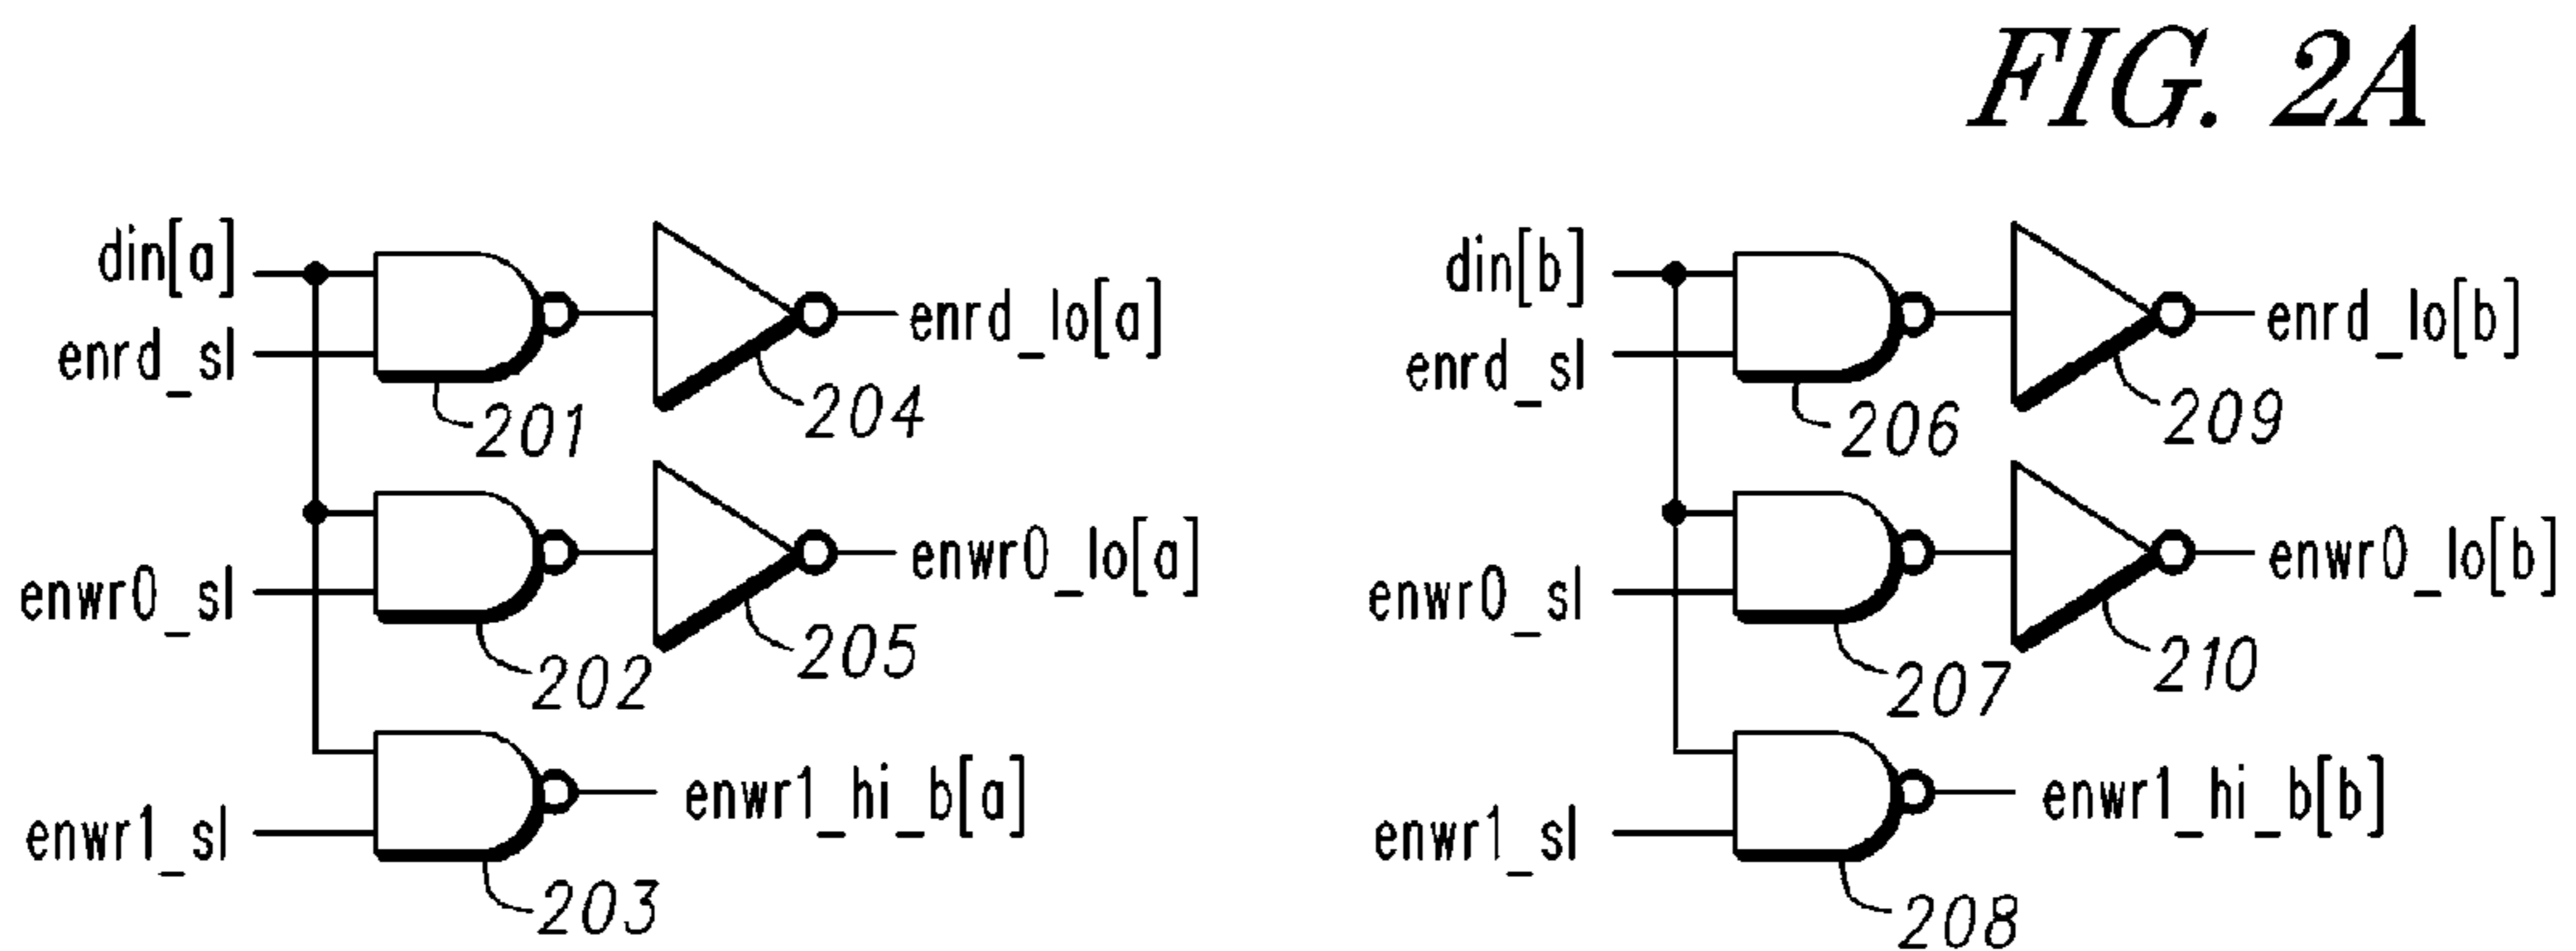 FIG. 2A
din[a]
enrd_sl
201
204
enrd_lo[a]
enwr0_sl
202
205
enwr0_lo[a]
enwr1_sl
203
enwr1_hi_b[a]
din[b]
enrd_sl
206
209
enrd_lo[b]
enwr0_sl
207
210
enwr0_lo[b]
enwr1_sl
208
enwr1_hi_b[b]